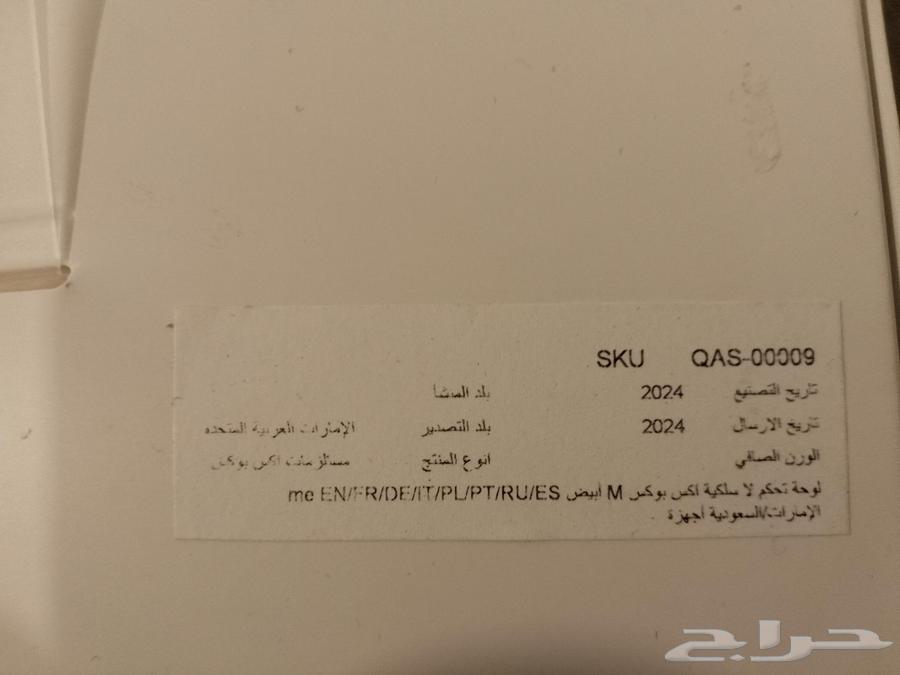 SKU QAS-00009
تاريخ التصنيع 2024 بلد المنشأ
تاريخ الارسال 2024 بلد التصدير الإمارات العربية المتحده
الوزن الصافي انوع المنتج مستلزمات اكس بوكس
لوحة تحكم لا سلكية اكس بوكس M أبيض me EN/FR/DE/IT/PL/PT/RU/ES
الإمارات/السعودية أجهزة
حراج